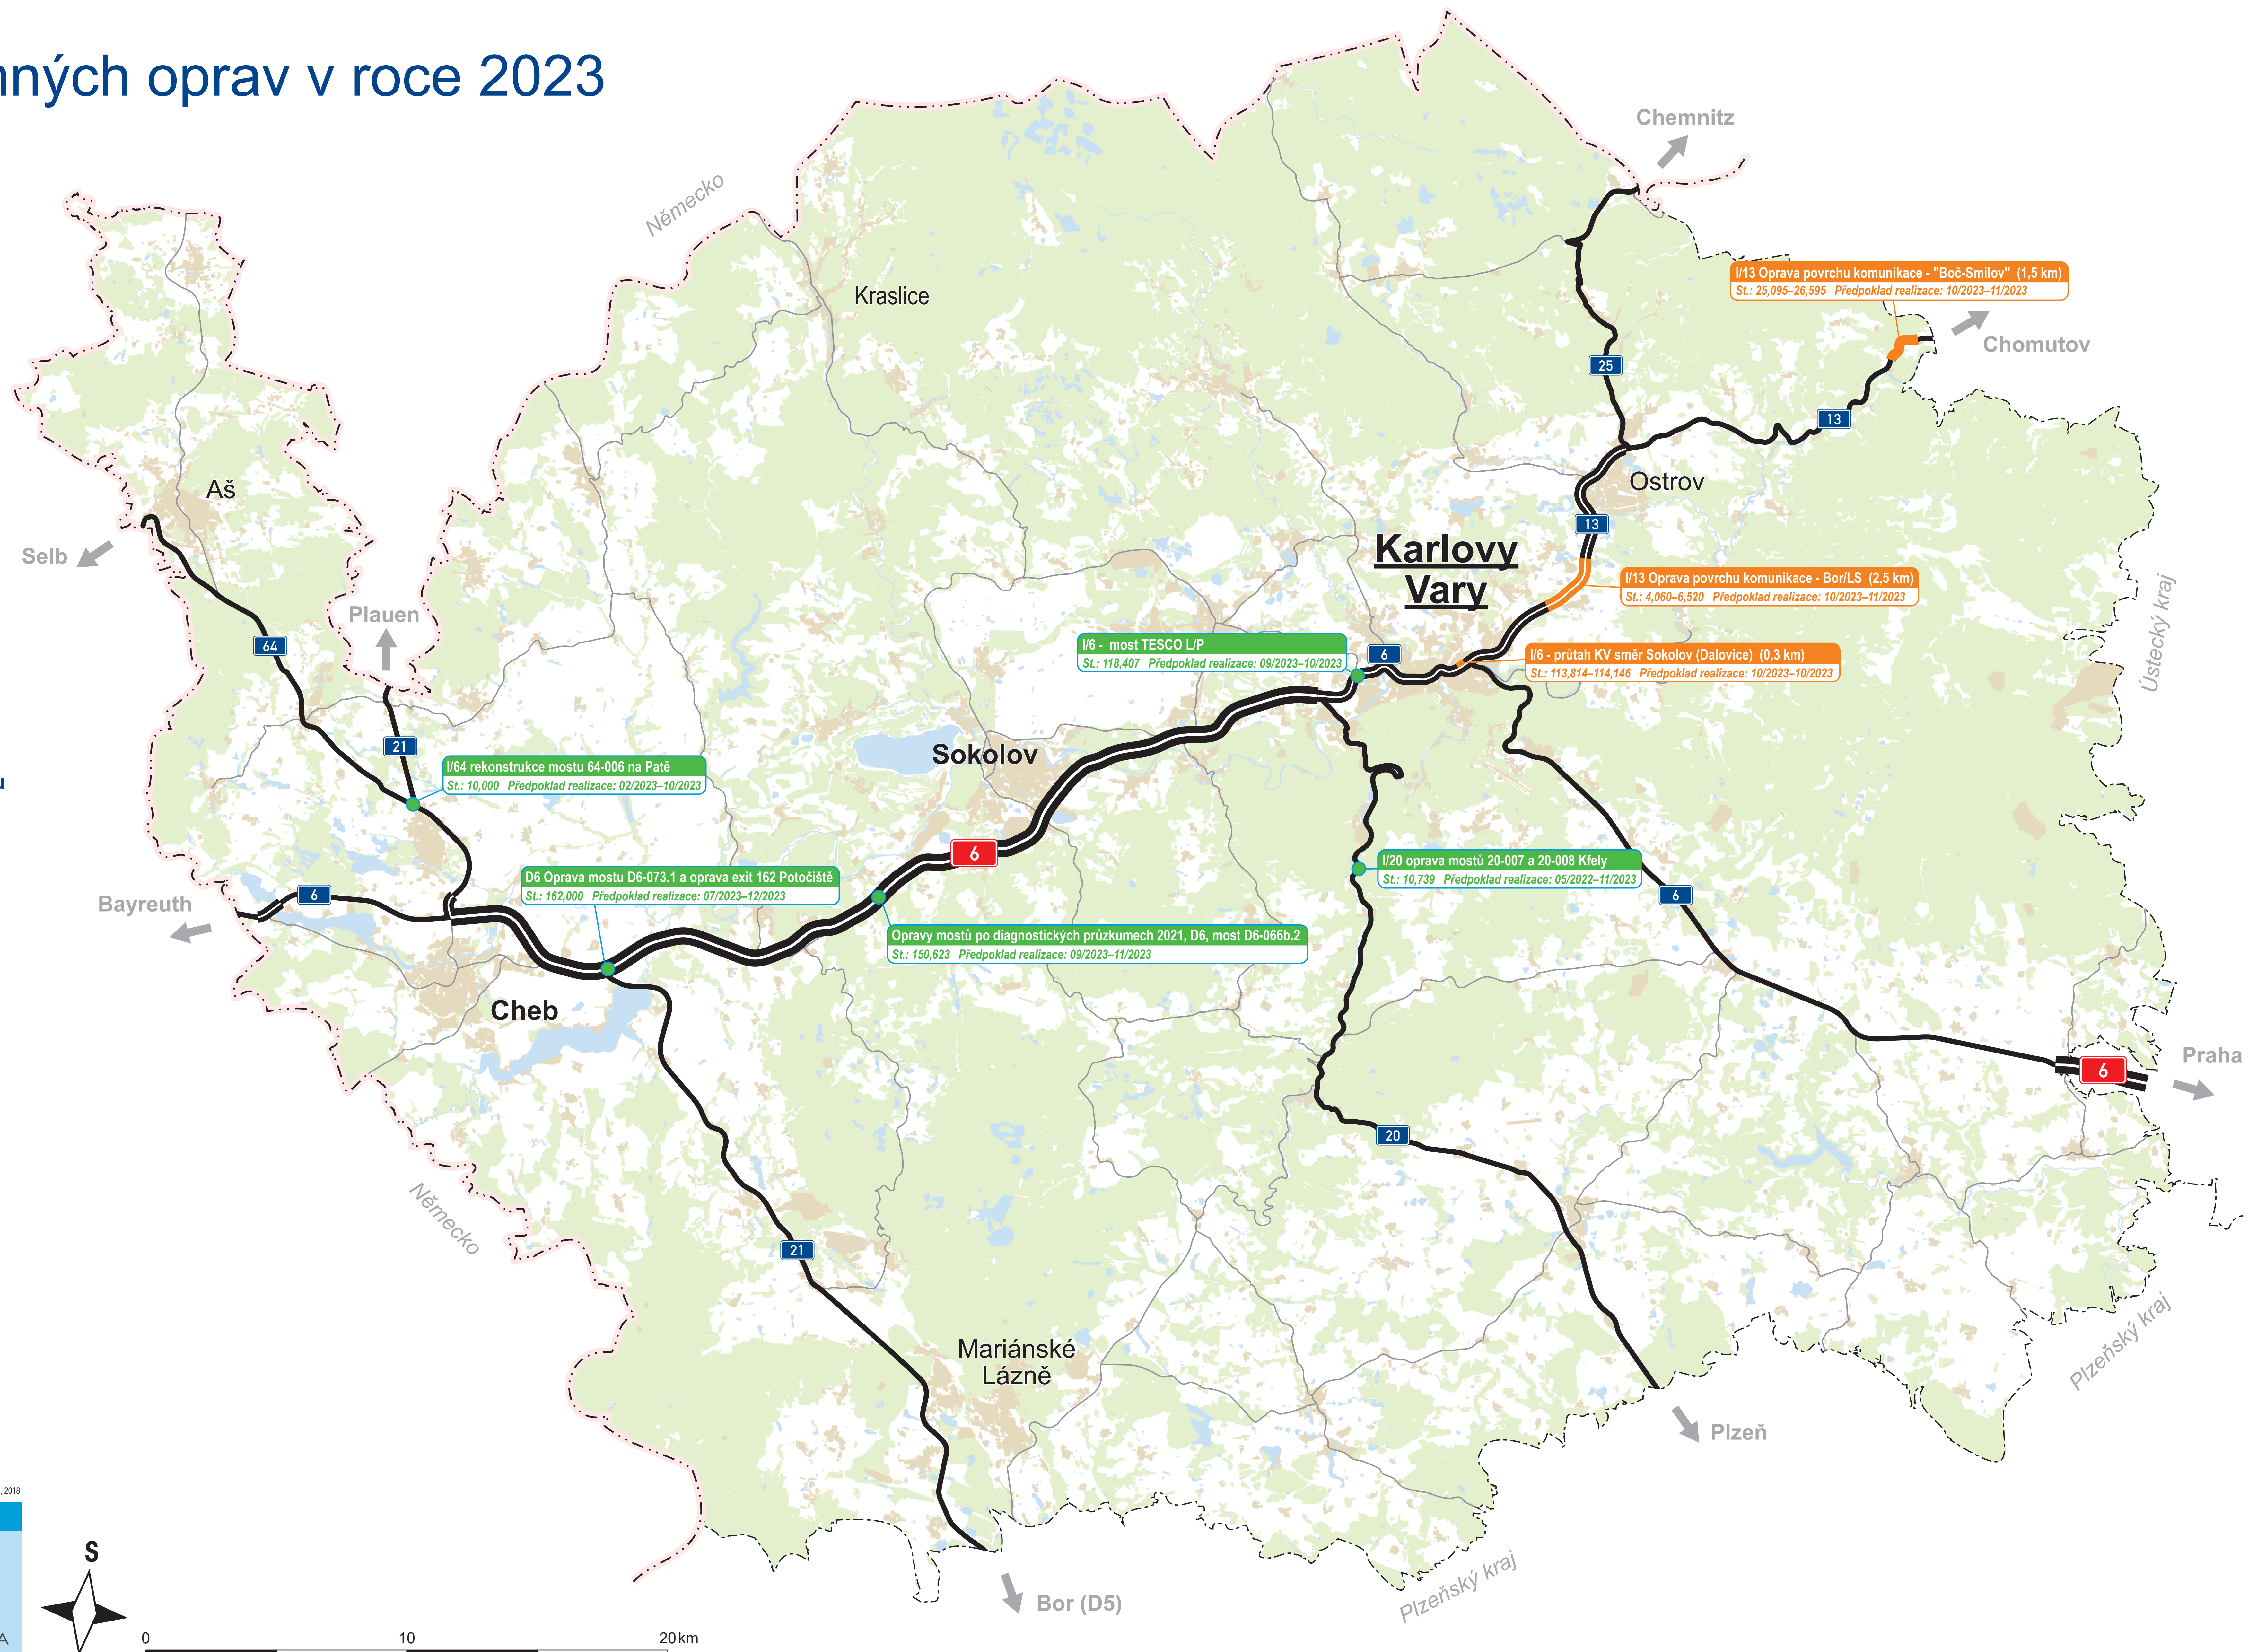 ných oprav v roce 2023
Chemnitz
Německo
Kraslice
I/13 Oprava povrchu komunikace - "Boč-Smilov" (1,5 km)
St.: 25,095–26,595 Předpoklad realizace: 10/2023–11/2023
Chomutov
25
13
Aš
Ostrov
13
Selb
Karlovy
Vary
I/13 Oprava povrchu komunikace - Bor/LS (2,5 km)
St.: 4,060–6,520 Předpoklad realizace: 10/2023–11/2023
Ústecký kraj
Plauen
64
I/6 - most TESCO L/P
St.: 118,407 Předpoklad realizace: 09/2023–10/2023
6
I/6 - průtah KV směr Sokolov (Dalovice) (0,3 km)
St.: 113,814–114,146 Předpoklad realizace: 10/2023–10/2023
21
Sokolov
I/64 rekonstrukce mostu 64-006 na Patě
St.: 10,000 Předpoklad realizace: 02/2023–10/2023
u
6
I/20 oprava mostů 20-007 a 20-008 Kfely
St.: 10,739 Předpoklad realizace: 05/2022–11/2023
D6 Oprava mostu D6-073.1 a oprava exit 162 Potočiště
St.: 162,000 Předpoklad realizace: 07/2023–12/2023
Bayreuth
6
6
Opravy mostů po diagnostických průzkumech 2021, D6, most D6-066b.2
St.: 150,623 Předpoklad realizace: 09/2023–11/2023
Cheb
Praha
6
20
Německo
21
Mariánské
Lázně
Plzeňský kraj
Plzeň
, 2018
S
Plzeňský kraj
Bor (D5)
0 10 20 km